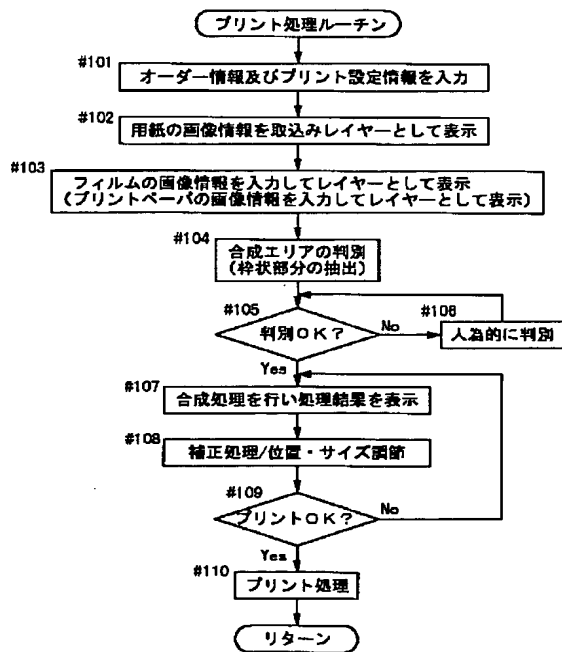 プリント処理ルーチン
#101
オーダー情報及びプリント設定情報を入力
#102
用紙の画像情報を取込みレイヤーとして表示
#103
フィルムの画像情報を入力してレイヤーとして表示
(プリントペーパの画像情報を入力してレイヤーとして表示)
#104
合成エリアの判別
(枠状部分の抽出)
#105
判別OK?
No
#106
人為的に判別
Yes
#107
合成処理を行い処理結果を表示
#108
補正処理/位置・サイズ調節
#109
プリントOK?
No
Yes
#110
プリント処理
リターン